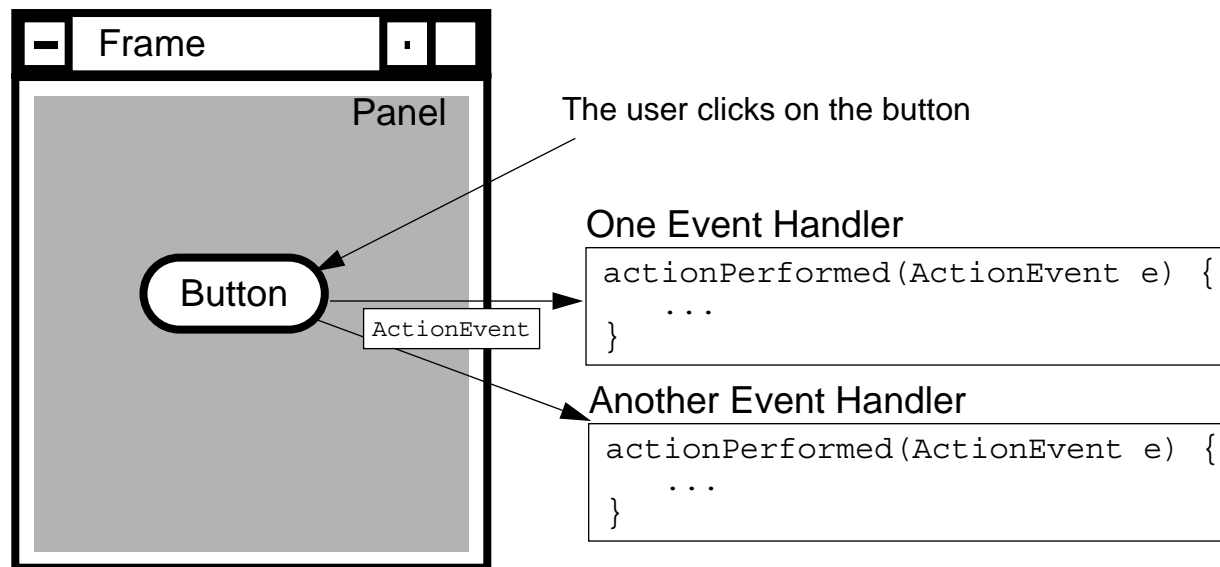 Frame
Panel
The user clicks on the button
One Event Handler
actionPerformed(ActionEvent e) {
...
}
Button
ActionEvent
Another Event Handler
actionPerformed(ActionEvent e) {
...
}